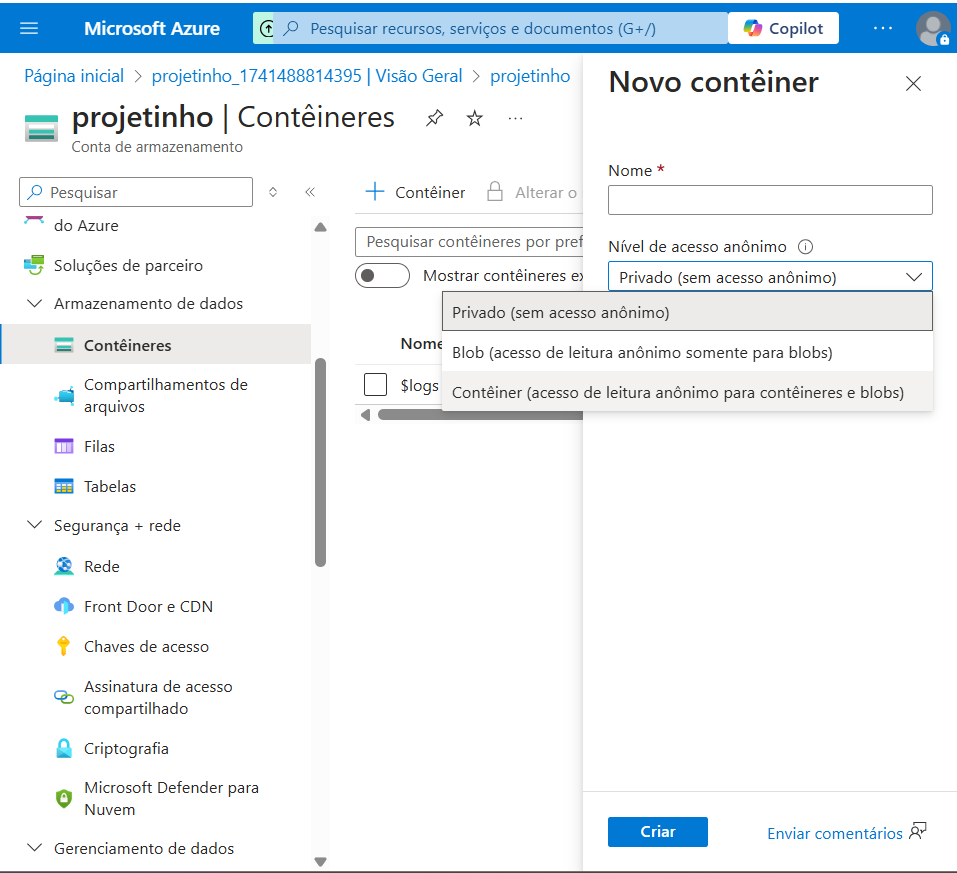 Microsoft Azure
Pesquisar recursos, serviços e documentos (G+/)
Copilot
Página inicial > projetinho_1741488814395 | Visão Geral > projetinho
projetinho | Contêineres
Conta de armazenamento
Pesquisar
do Azure
Soluções de parceiro
Armazenamento de dados
Contêineres
Compartilhamentos de
arquivos
Filas
Tabelas
Segurança + rede
Rede
Front Door e CDN
Chaves de acesso
Assinatura de acesso
compartilhado
Criptografia
Microsoft Defender para
Nuvem
Gerenciamento de dados
+ Contêiner
Alterar o
Pesquisar contêineres por pref
Mostrar contêineres ex
Nome
$logs
Novo contêiner
Nome *
Nível de acesso anônimo
Privado (sem acesso anônimo)
Privado (sem acesso anônimo)
Blob (acesso de leitura anônimo somente para blobs)
Contêiner (acesso de leitura anônimo para contêineres e blobs)
Criar
Enviar comentários